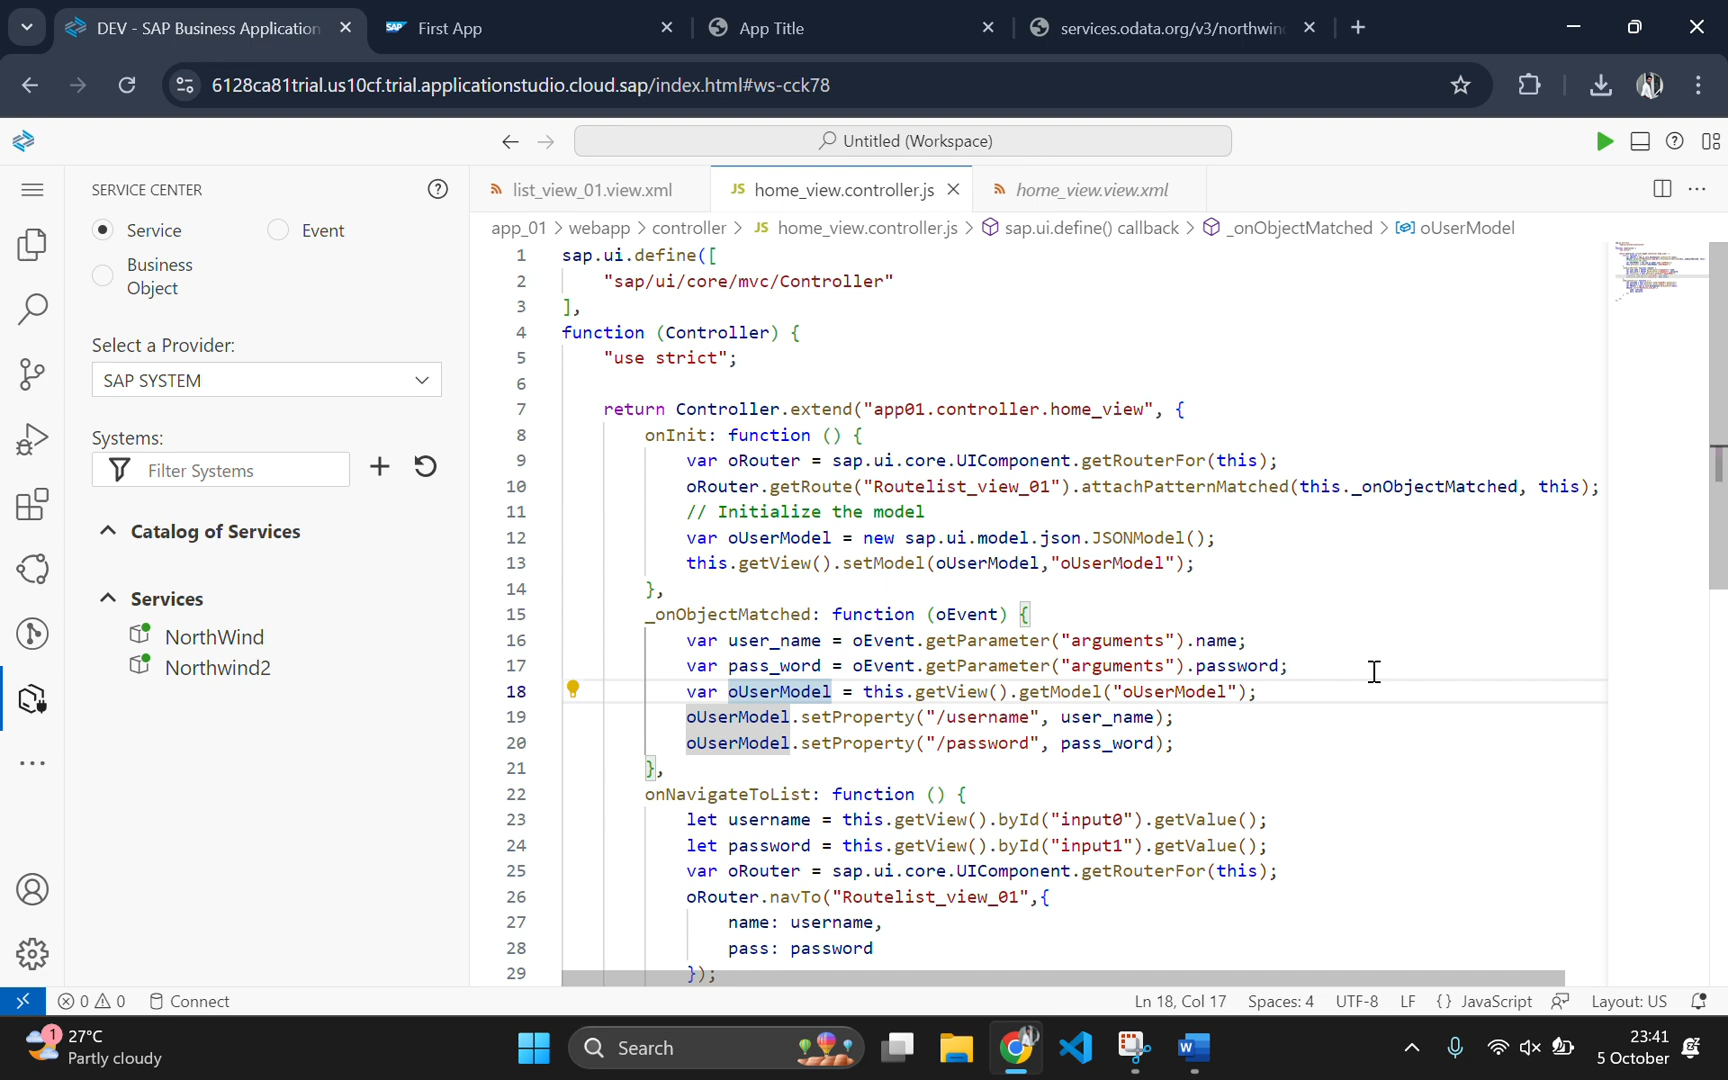 DEV - SAP Business Application
First App
App Title
services.odata.org/v3/northwin
6128ca81trial.us10cf.trial.applicationstudio.cloud.sap/index.html#ws-cck78
Untitled (Workspace)
SERVICE CENTER
Service
Event
Business
Object
Select a Provider:
SAP SYSTEM
Systems:
Filter Systems
Catalog of Services
Services
NorthWind
Northwind2
list_view_01.view.xml
JS home_view.controller.js
home_view.view.xml
app_01 > webapp > controller > JS home_view.controller.js > sap.ui.define() callback > _onObjectMatched > oUserModel
1 sap.ui.define([
2 "sap/ui/core/mvc/Controller"
3 ],
4 function (Controller) {
5 "use strict";
6
7 return Controller.extend("app01.controller.home_view", {
8 onInit: function () {
9 var oRouter = sap.ui.core.UIComponent.getRouterFor(this);
10 oRouter.getRoute("Routelist_view_01").attachPatternMatched(this._onObjectMatched, this);
11 // Initialize the model
12 var oUserModel = new sap.ui.model.json.JSONModel();
13 this.getView().setModel(oUserModel,"oUserModel");
14 },
15 _onObjectMatched: function (oEvent) {
16 var user_name = oEvent.getParameter("arguments").name;
17 var pass_word = oEvent.getParameter("arguments").password;
18 var oUserModel = this.getView().getModel("oUserModel");
19 oUserModel.setProperty("/username", user_name);
20 oUserModel.setProperty("/password", pass_word);
21 },
22 onNavigateToList: function () {
23 let username = this.getView().byId("input0").getValue();
24 let password = this.getView().byId("input1").getValue();
25 var oRouter = sap.ui.core.UIComponent.getRouterFor(this);
26 oRouter.navTo("Routelist_view_01",{
27 name: username,
28 pass: password
29 });
0 0 Connect
Ln 18, Col 17 Spaces: 4 UTF-8 LF {} JavaScript Layout: US
1
27°C
Partly cloudy
Search
23:41
5 October